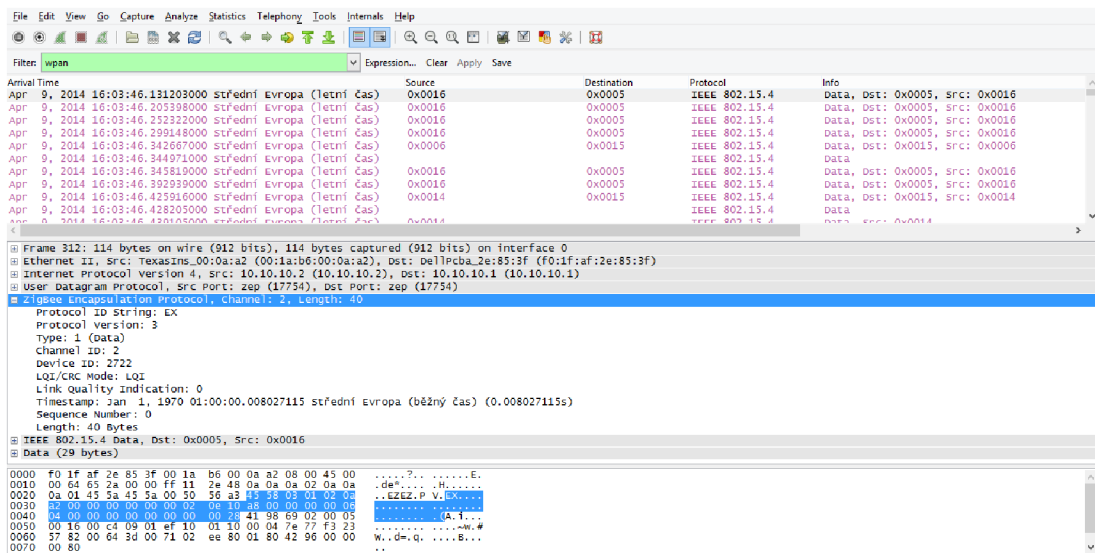 File Edit View Go Capture Analyze Statistics Telephony Tools Internals Help
Filter: wpan Expression... Clear Apply Save
Arrival Time Source Destination Protocol Info
Apr 9, 2014 16:03:46.131203000 Střední Evropa (letní čas) 0x0016 0x0005 IEEE 802.15.4 Data, Dst: 0x0005, Src: 0x0016
Apr 9, 2014 16:03:46.205398000 Střední Evropa (letní čas) 0x0016 0x0005 IEEE 802.15.4 Data, Dst: 0x0005, Src: 0x0016
Apr 9, 2014 16:03:46.252322000 Střední Evropa (letní čas) 0x0016 0x0005 IEEE 802.15.4 Data, Dst: 0x0005, Src: 0x0016
Apr 9, 2014 16:03:46.299148000 Střední Evropa (letní čas) 0x0016 0x0005 IEEE 802.15.4 Data, Dst: 0x0005, Src: 0x0016
Apr 9, 2014 16:03:46.342667000 Střední Evropa (letní čas) 0x0006 0x0015 IEEE 802.15.4 Data, Dst: 0x0015, Src: 0x0006
Apr 9, 2014 16:03:46.344971000 Střední Evropa (letní čas) IEEE 802.15.4 Data
Apr 9, 2014 16:03:46.345819000 Střední Evropa (letní čas) 0x0016 0x0005 IEEE 802.15.4 Data, Dst: 0x0005, Src: 0x0016
Apr 9, 2014 16:03:46.392939000 Střední Evropa (letní čas) 0x0016 0x0005 IEEE 802.15.4 Data, Dst: 0x0005, Src: 0x0016
Apr 9, 2014 16:03:46.425916000 Střední Evropa (letní čas) 0x0014 0x0015 IEEE 802.15.4 Data, Dst: 0x0015, Src: 0x0014
Apr 9, 2014 16:03:46.428205000 Střední Evropa (letní čas) IEEE 802.15.4 Data
Apr 9, 2014 16:03:46.430105000 Střední Evropa (letní čas) 0x0014 IEEE 802.15.4 Data, Src: 0x0014
Frame 312: 114 bytes on wire (912 bits), 114 bytes captured (912 bits) on interface 0
Ethernet II, Src: TexasIns_00:0a:a2 (00:1a:b6:00:0a:a2), Dst: DellPcba_2e:85:3f (f0:1f:af:2e:85:3f)
Internet Protocol Version 4, Src: 10.10.10.2 (10.10.10.2), Dst: 10.10.10.1 (10.10.10.1)
User Datagram Protocol, Src Port: zep (17754), Dst Port: zep (17754)
ZigBee Encapsulation Protocol, Channel: 2, Length: 40
Protocol ID String: EX
Protocol Version: 3
Type: 1 (Data)
Channel ID: 2
Device ID: 2722
LQI/CRC Mode: LQI
Link Quality Indication: 0
Timestamp: Jan 1, 1970 01:00:00.008027115 Střední Evropa (běžný čas) (0.008027115s)
Sequence Number: 0
Length: 40 Bytes
IEEE 802.15.4 Data, Dst: 0x0005, Src: 0x0016
Data (29 bytes)
0000 f0 1f af 2e 85 3f 00 1a b6 00 0a a2 08 00 45 00 .....?.. ......E.
0010 00 64 65 2a 00 00 ff 11 2e 48 0a 0a 0a 02 0a 0a .de*.... .H......
0020 0a 01 45 5a 45 5a 00 50 56 a3 45 58 03 01 02 0a ..EZEZ.P V.EX....
0030 a2 00 00 00 00 00 00 02 0e 10 a8 00 00 00 00 06 ........ ........
0040 04 00 00 00 00 00 00 00 00 28 41 98 69 02 00 05 ........ .(A.i...
0050 00 16 00 c4 09 01 ef 10 01 10 00 04 7e 77 f3 23 ........ ....~w.#
0060 57 82 00 64 3d 00 71 02 ee 80 01 80 42 96 00 00 W..d=.q. ....B...
0070 00 80 ..